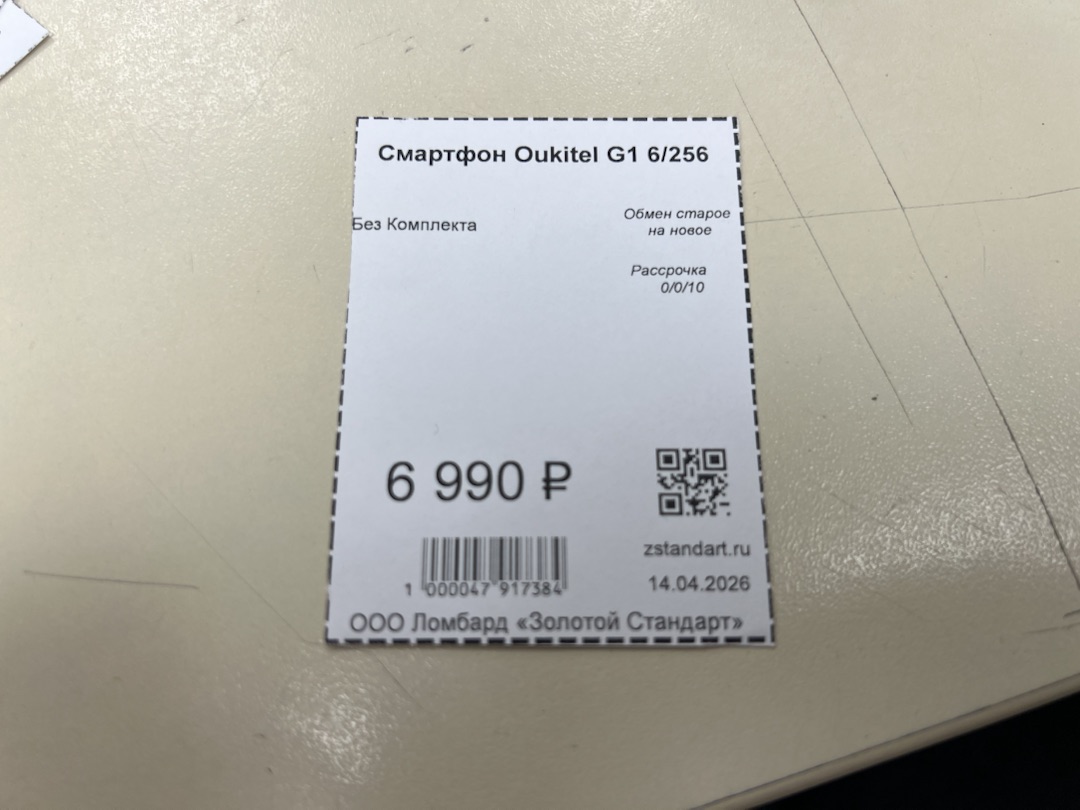 Смартфон Oukitel G1 6/256
Без Комплекта
Обмен старое
на новое
Рассрочка
0/0/10
6 990 ₽
1 000047 917384
zstandart.ru
14.04.2026
ООО Ломбард «Золотой Стандарт»